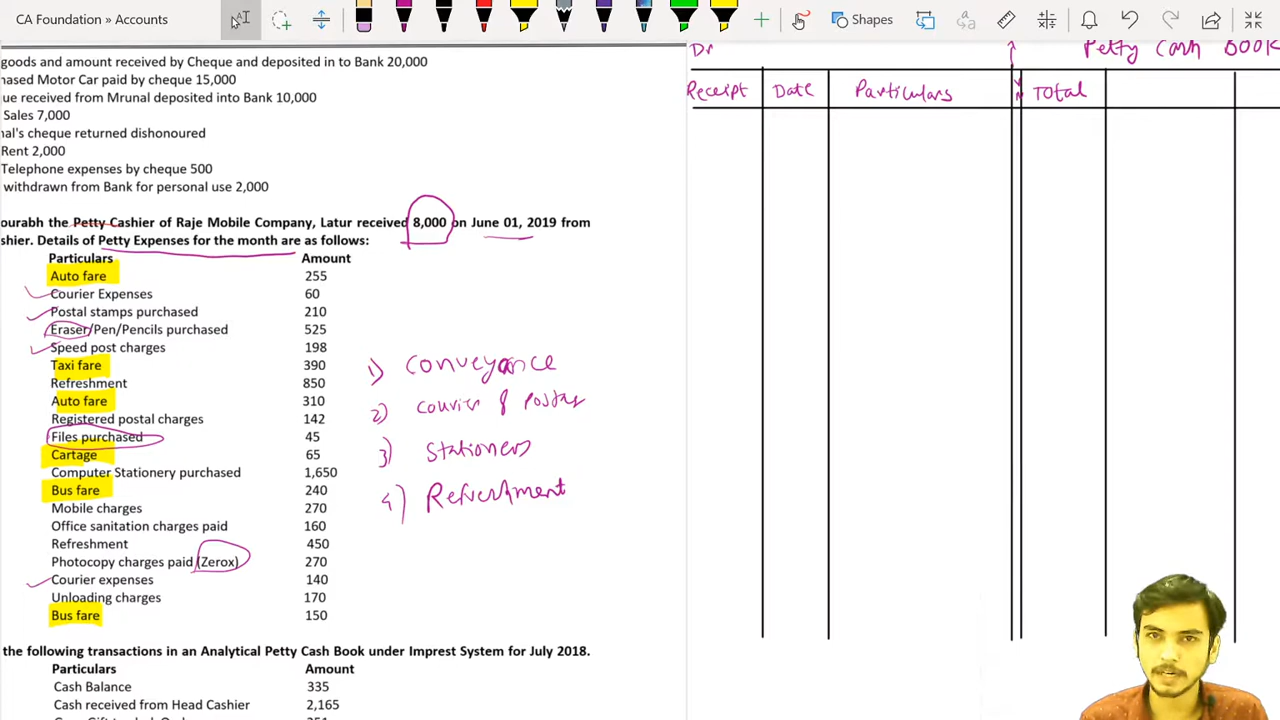 CA Foundation » Accounts
Shapes
goods and amount received by Cheque and deposited in to Bank 20,000
hased Motor Car paid by cheque 15,000
ue received from Mrunal deposited into Bank 10,000
Sales 7,000
nal's cheque returned dishonoured
Rent 2,000
Telephone expenses by cheque 500
withdrawn from Bank for personal use 2,000
ourabh the Petty Cashier of Raje Mobile Company, Latur received 8,000 on June 01, 2019 from
shier. Details of Petty Expenses for the month are as follows:
Particulars Amount
Auto fare 255
Courier Expenses 60
Postal stamps purchased 210
Eraser/Pen/Pencils purchased 525
Speed post charges 198
Taxi fare 390
Refreshment 850
Auto fare 310
Registered postal charges 142
Files purchased 45
Cartage 65
Computer Stationery purchased 1,650
Bus fare 240
Mobile charges 270
Office sanitation charges paid 160
Refreshment 450
Photocopy charges paid (Zerox) 270
Courier expenses 140
Unloading charges 170
Bus fare 150
the following transactions in an Analytical Petty Cash Book under Imprest System for July 2018.
Particulars Amount
Cash Balance 335
Cash received from Head Cashier 2,165
1) Conveyance
2) Courier &
3)
4) Refreshment
Dr Petty Cash Book
Receipt Date Particulars Total